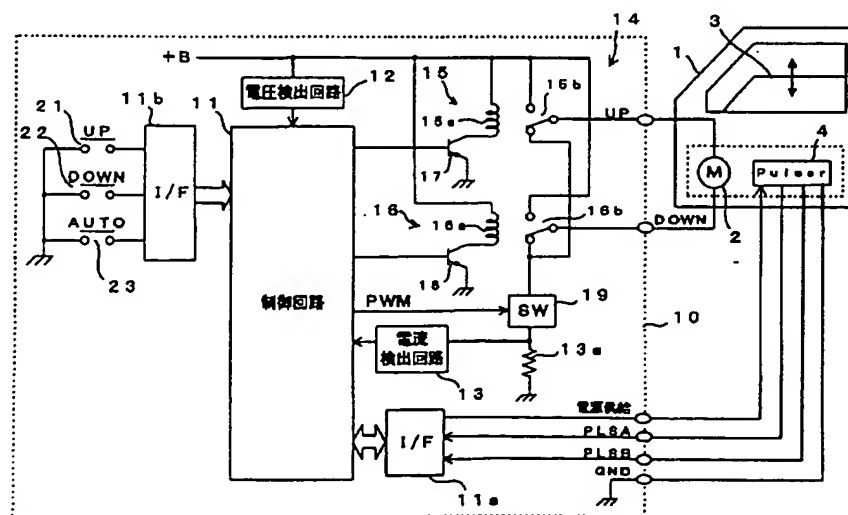 14
1
3
+B
12
15
11
11b
電圧検出回路
15b
21
UP
15a
UP
22
17
4
DOWN
I/F
M
Pulser
16
16a
16b
DOWN
2
AUTO
18
23
制御回路
PWM
SW
19
10
電流
検出回路
13a
13
電源供給
I/F
PLSA
PLSB
GND
11a